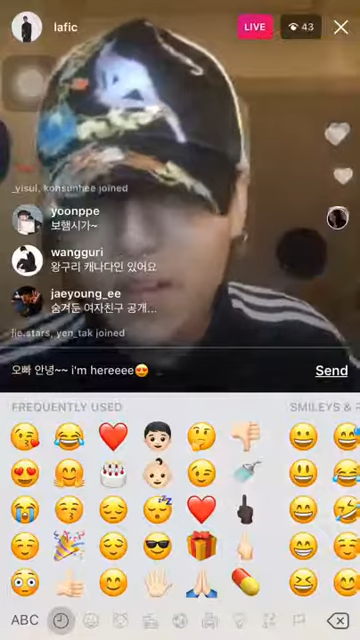 lafic
LIVE
43
_yisul, konsunhee joined
yoonppe
보햄시가~
wangguri
왕구리 캐나다인 있어요
jaeyoung_ee
숨겨둔 여자친구 공개...
jie.stars, yen_tak joined
오빠 안녕~~ i'm hereeee😍
Send
FREQUENTLY USED
SMILEYS &
ABC